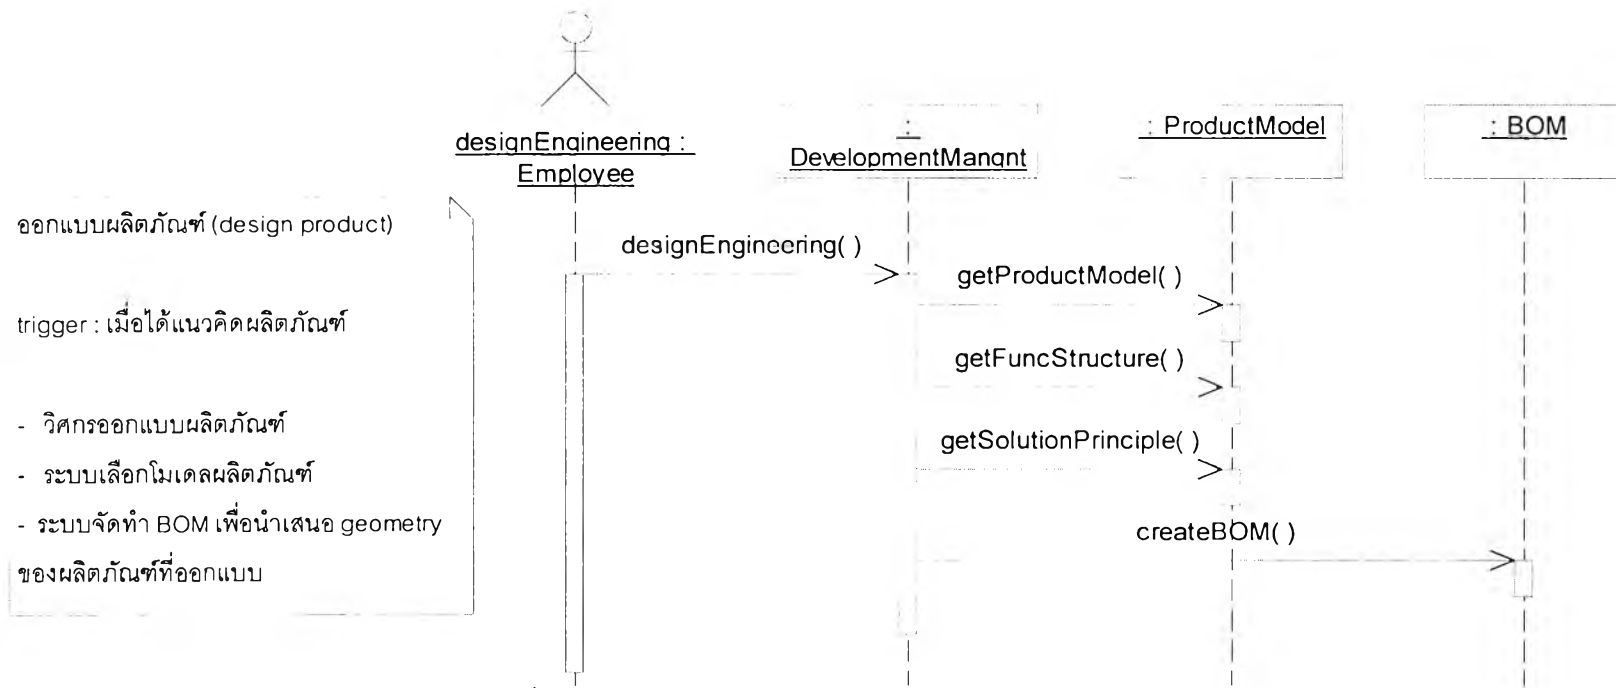 designEngineering :
Employee
:
DevelopmentMangnt
: ProductModel
: BOM
ออกแบบผลิตภัณฑ์ (design product)
trigger : เมื่อได้แนวคิดผลิตภัณฑ์
- วิศกรออกแบบผลิตภัณฑ์
- ระบบเลือกโมเดลผลิตภัณฑ์
- ระบบจัดทำ BOM เพื่อนำเสนอ geometry
ของผลิตภัณฑ์ที่ออกแบบ
designEngineering( )
getProductModel( )
getFuncStructure( )
getSolutionPrinciple( )
createBOM( )